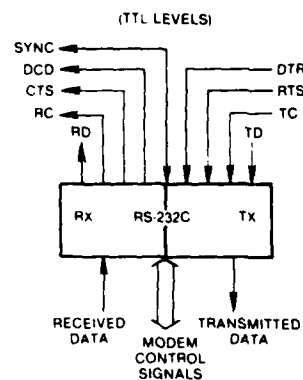 (TTL LEVELS)
SYNC
DCD
CTS
RC
RD
DTR
RTS
TC
TD
RX RS-232C TX
RECEIVED DATA
MODEM CONTROL SIGNALS
TRANSMITTED DATA